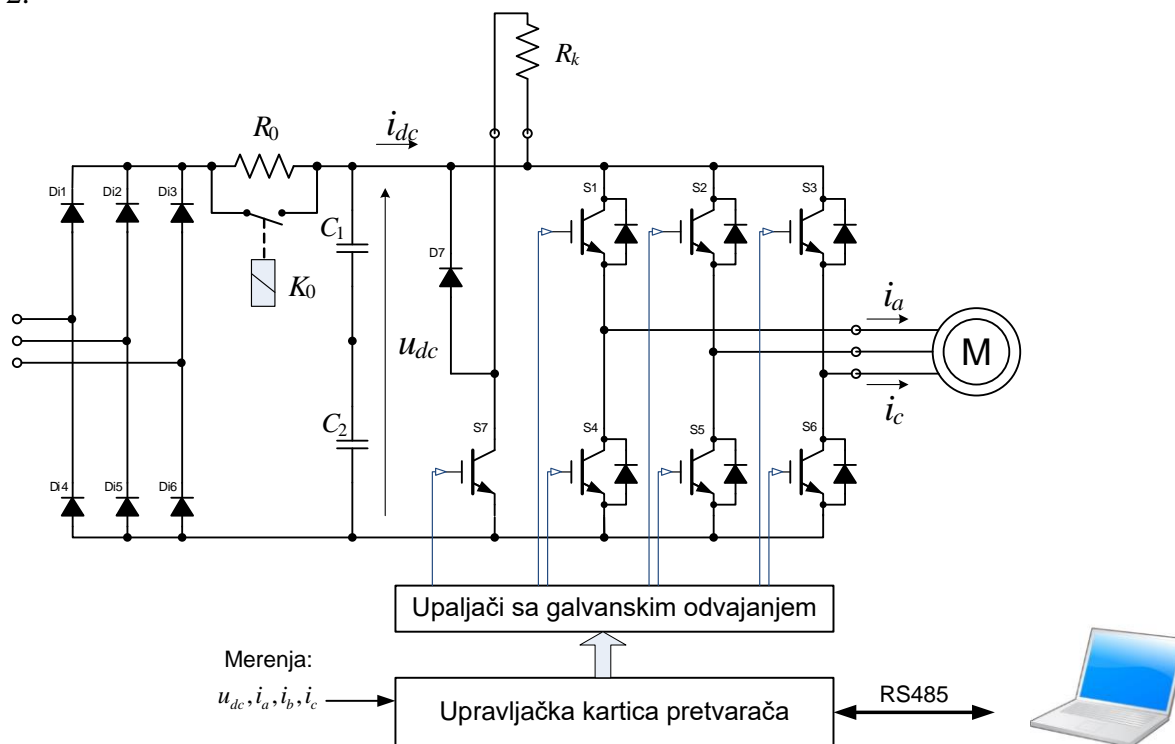 2.
R_k
R_0
i_dc
Di1
Di2
Di3
S1
S2
S3
C_1
D7
K_0
i_a
u_dc
M
i_c
C_2
S7
S4
S5
S6
Di4
Di5
Di6
Upaljači sa galvanskim odvajanjem
Merenja:
u_dc, i_a, i_b, i_c
Upravljačka kartica pretvarača
RS485